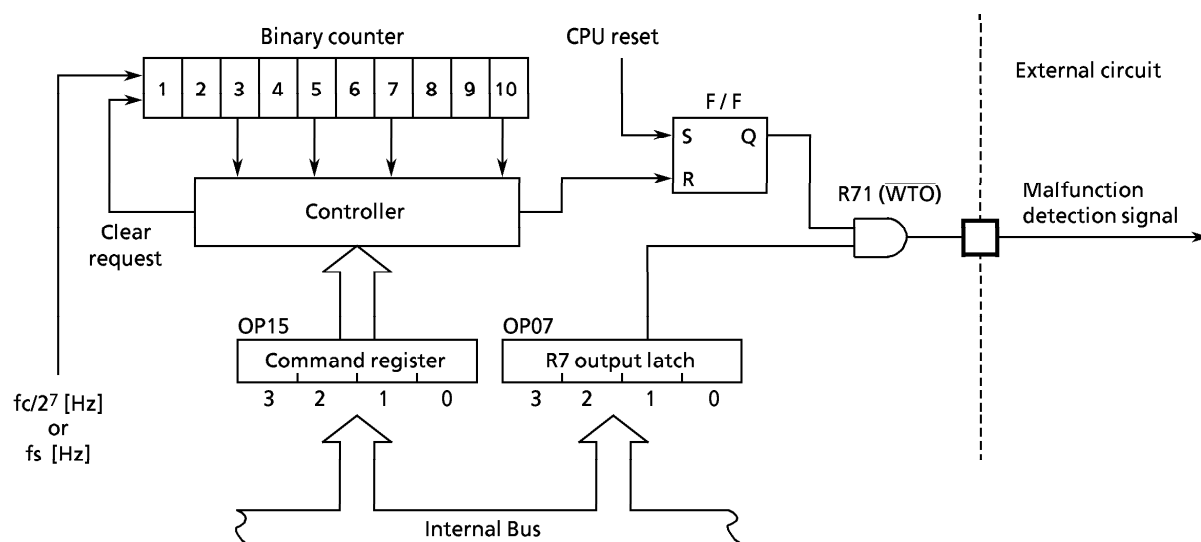 Binary counter
CPU reset
External circuit
1 2 3 4 5 6 7 8 9 10
F / F
S Q
R
Controller
R71 (W̅T̅O̅)
Malfunction
detection signal
Clear
request
OP15
OP07
Command register
R7 output latch
3 2 1 0
3 2 1 0
fc/2⁷ [Hz]
or
fs [Hz]
Internal Bus